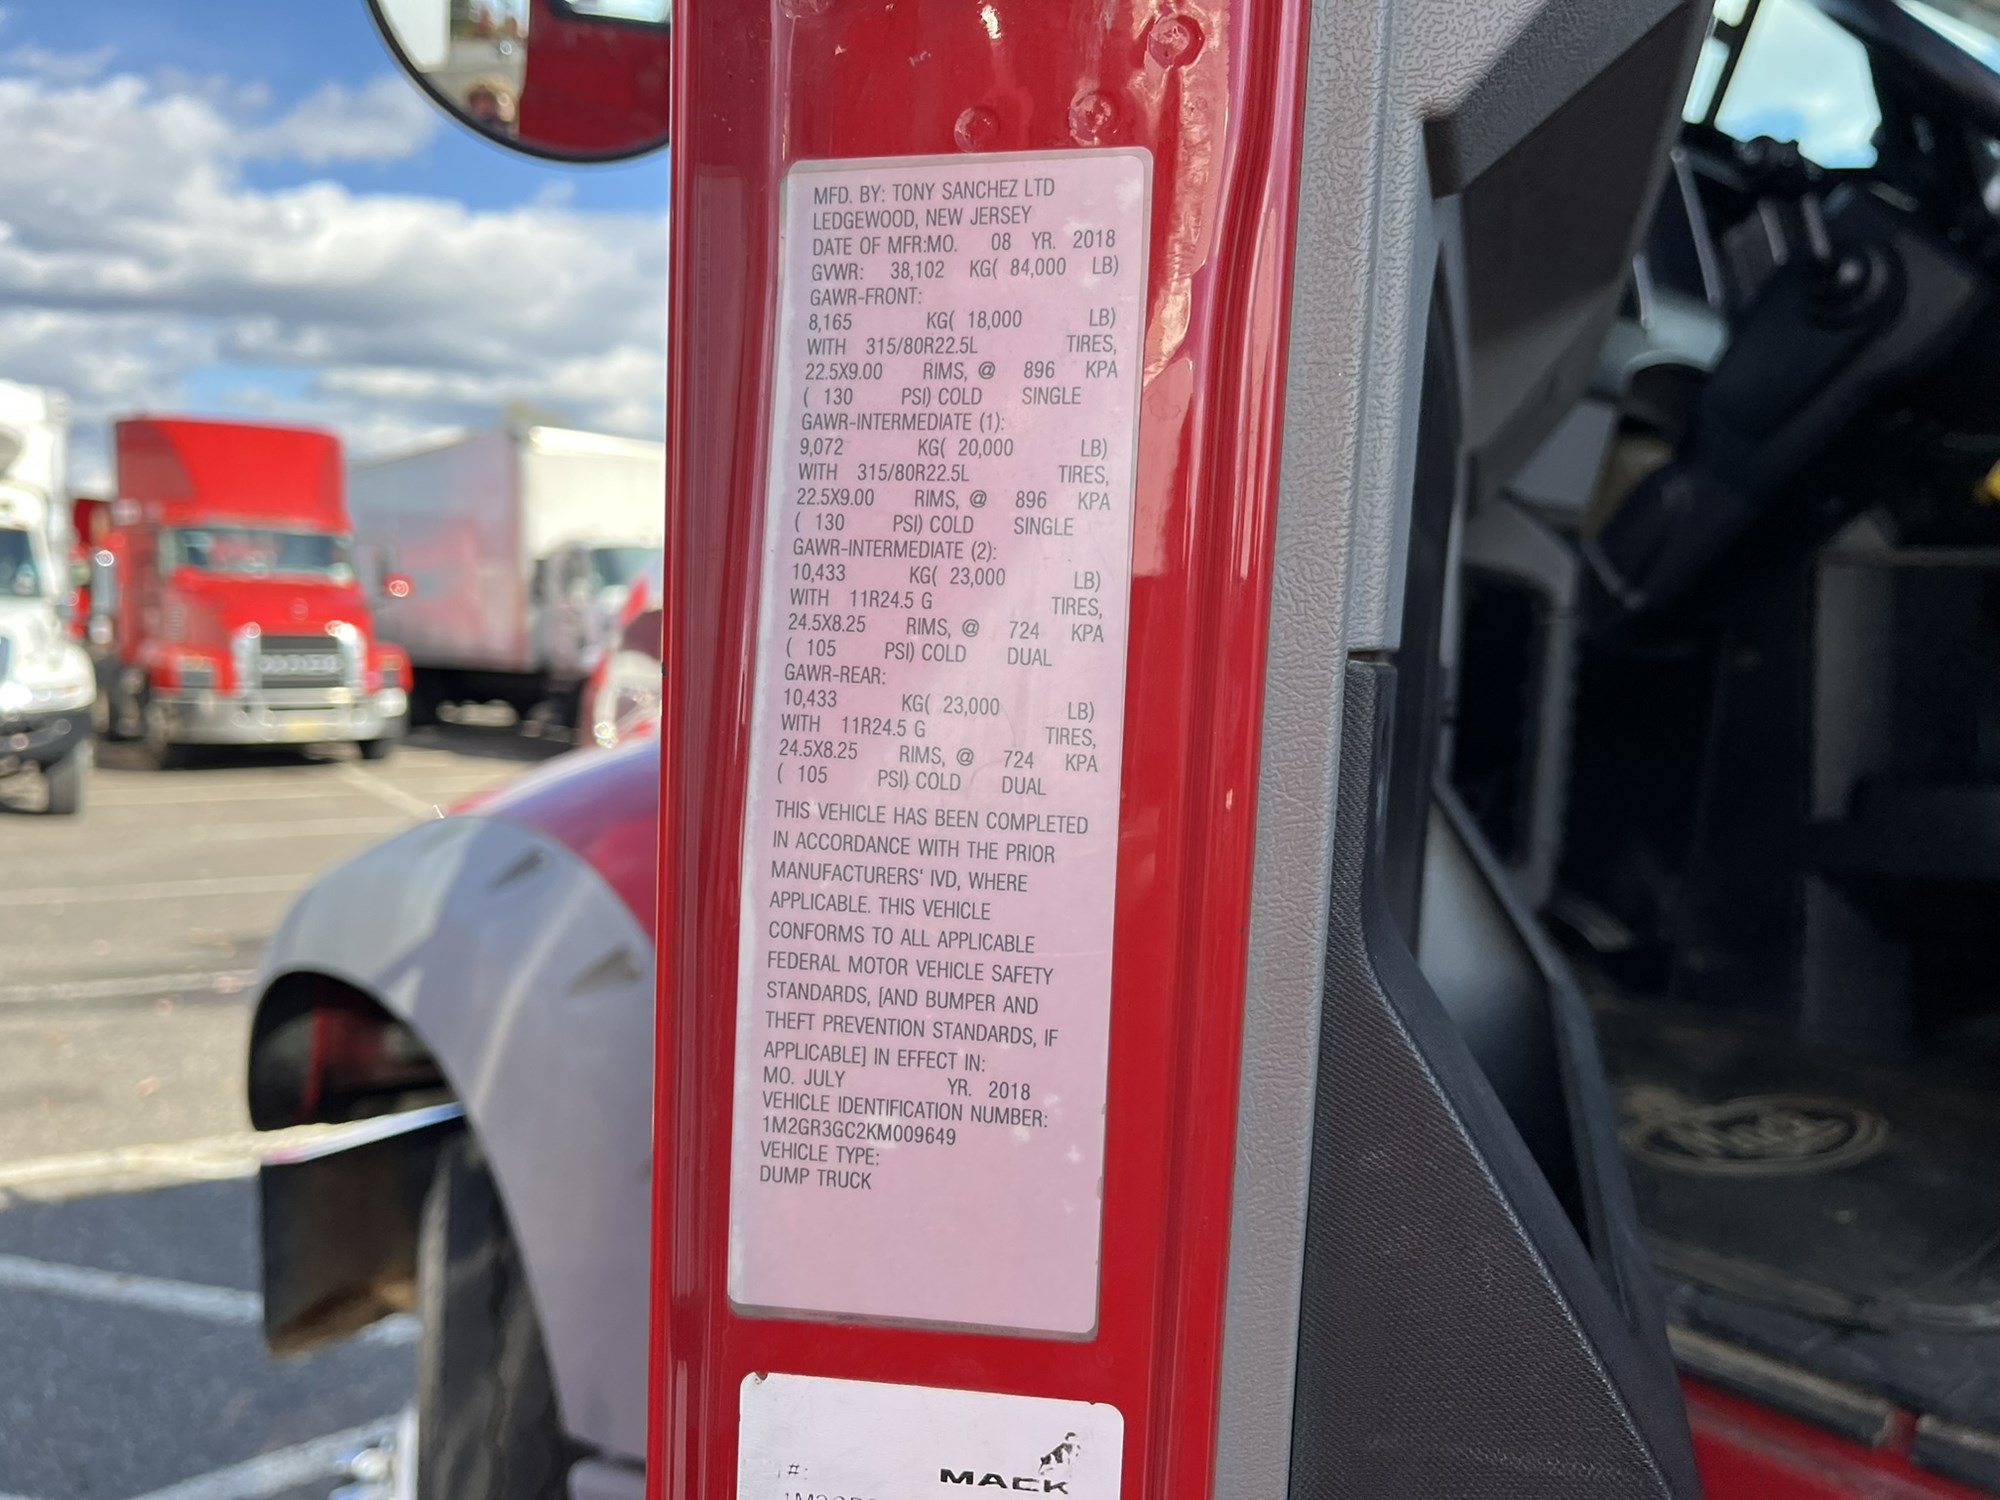 MFD. BY: TONY SANCHEZ LTD
LEDGEWOOD, NEW JERSEY
DATE OF MFR:MO. 08 YR. 2018
GVWR: 38,102 KG( 84,000 LB)
GAWR-FRONT:
8,165 KG( 18,000 LB)
WITH 315/80R22.5L TIRES,
22.5X9.00 RIMS, @ 896 KPA
( 130 PSI) COLD SINGLE
GAWR-INTERMEDIATE (1):
9,072 KG( 20,000 LB)
WITH 315/80R22.5L TIRES,
22.5X9.00 RIMS, @ 896 KPA
( 130 PSI) COLD SINGLE
GAWR-INTERMEDIATE (2):
10,433 KG( 23,000 LB)
WITH 11R24.5 G TIRES,
24.5X8.25 RIMS, @ 724 KPA
( 105 PSI) COLD DUAL
GAWR-REAR:
10,433 KG( 23,000 LB)
WITH 11R24.5 G TIRES,
24.5X8.25 RIMS, @ 724 KPA
( 105 PSI) COLD DUAL
THIS VEHICLE HAS BEEN COMPLETED
IN ACCORDANCE WITH THE PRIOR
MANUFACTURERS' IVD, WHERE
APPLICABLE. THIS VEHICLE
CONFORMS TO ALL APPLICABLE
FEDERAL MOTOR VEHICLE SAFETY
STANDARDS, [AND BUMPER AND
THEFT PREVENTION STANDARDS, IF
APPLICABLE] IN EFFECT IN:
MO. JULY YR. 2018
VEHICLE IDENTIFICATION NUMBER:
1M2GR3GC2KM009649
VEHICLE TYPE:
DUMP TRUCK
#:
MACK
Mack